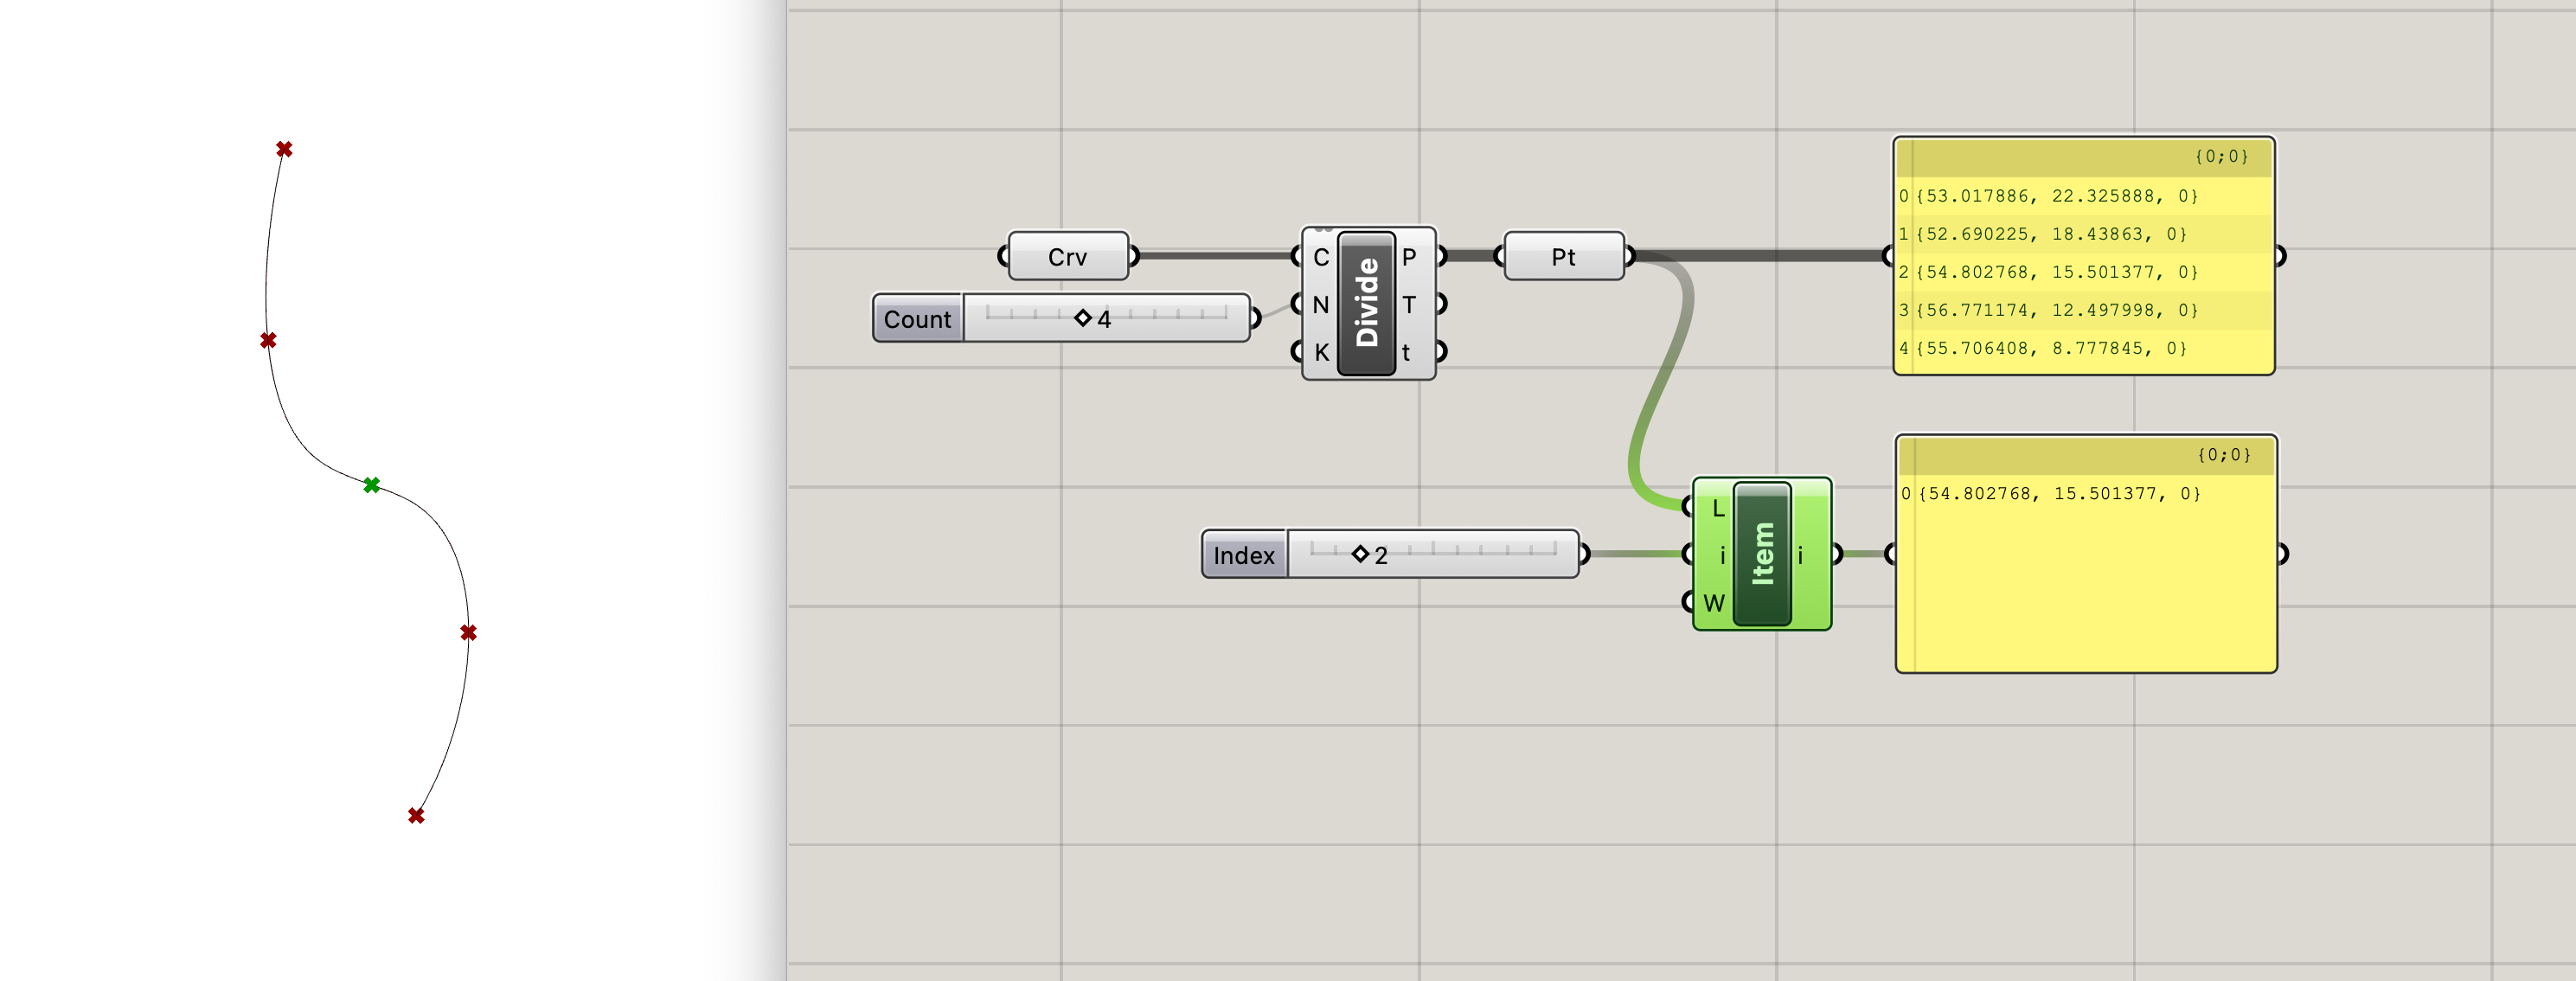 Crv
Count
4
C
N
K
Divide
P
T
t
Pt
{0;0}
0 {53.017886, 22.325888, 0}
1 {52.690225, 18.43863, 0}
2 {54.802768, 15.501377, 0}
3 {56.771174, 12.497998, 0}
4 {55.706408, 8.777845, 0}
Index
2
L
i
W
Item
i
{0;0}
0 {54.802768, 15.501377, 0}